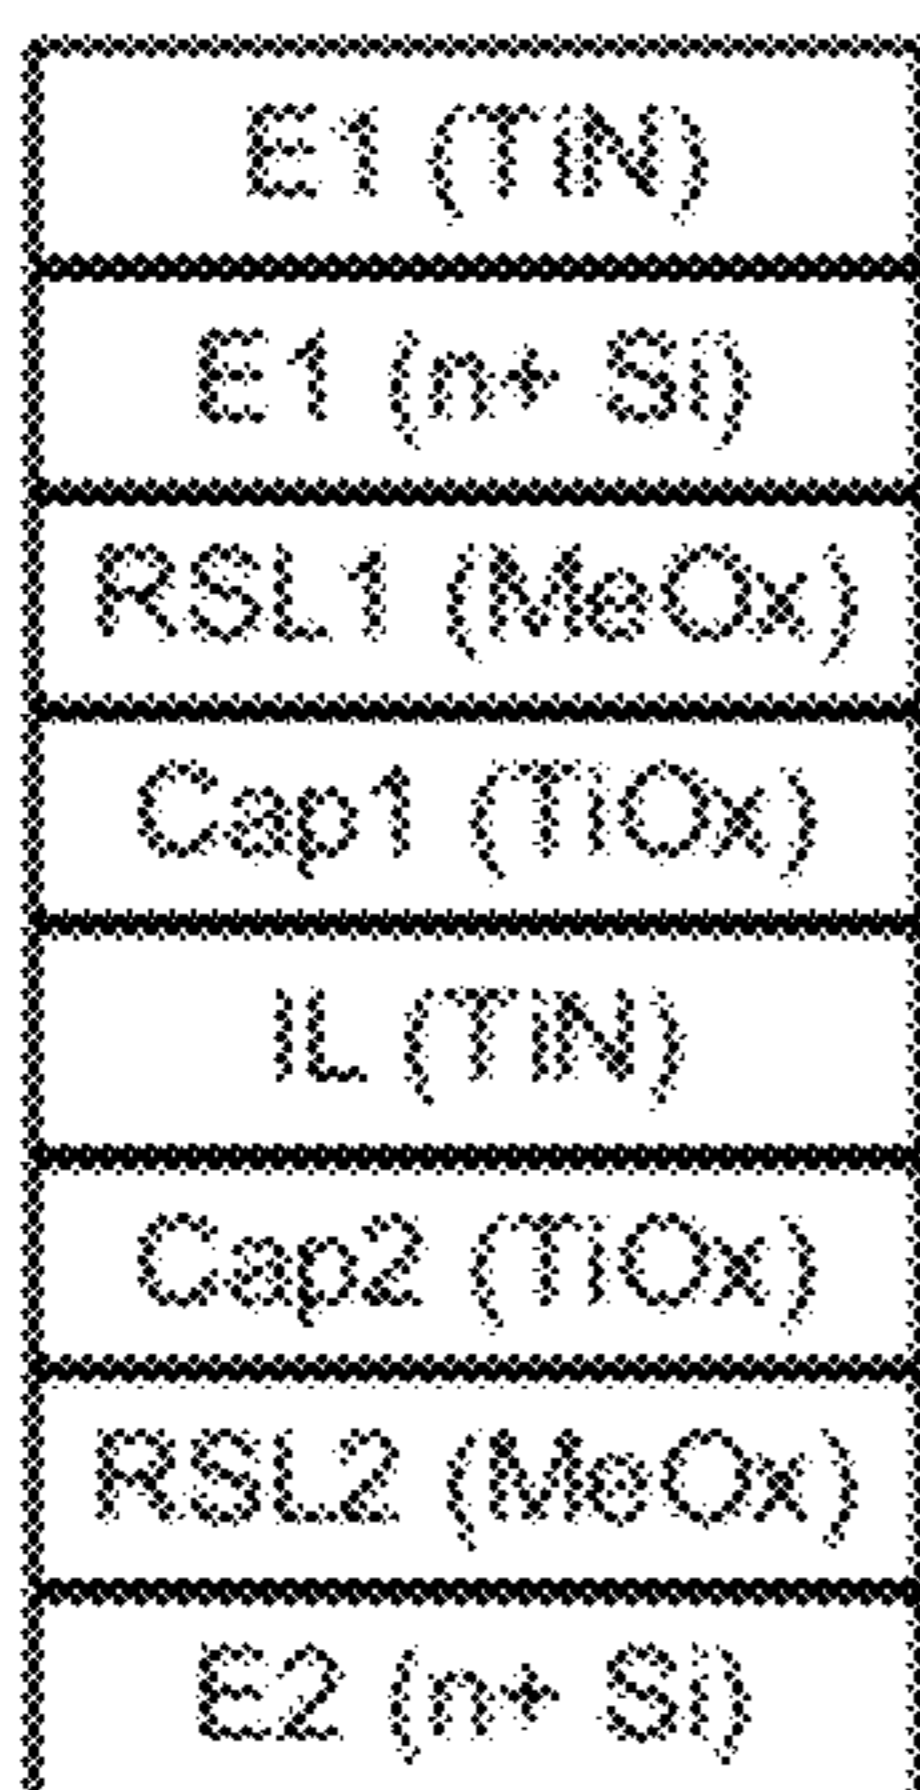 E1 (TiN)
E1 (n+ Si)
RSL1 (MeOx)
Cap1 (TiOx)
IL (TiN)
Cap2 (TiOx)
RSL2 (MeOx)
E2 (n+ Si)